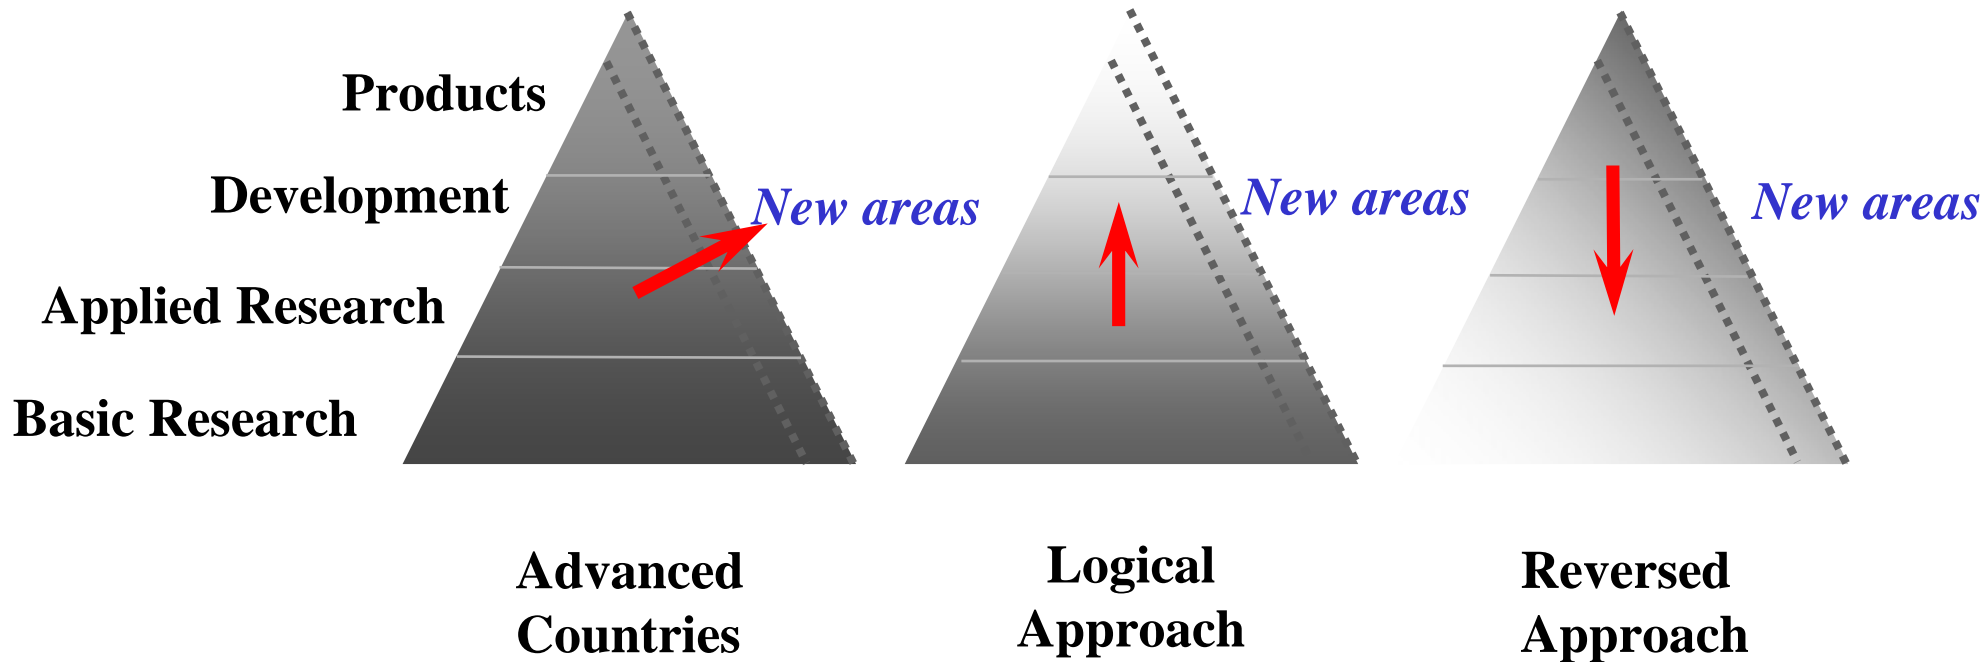 Products
Development
Applied Research
Basic Research
New areas
New areas
New areas
Advanced
Countries
Logical
Approach
Reversed
Approach